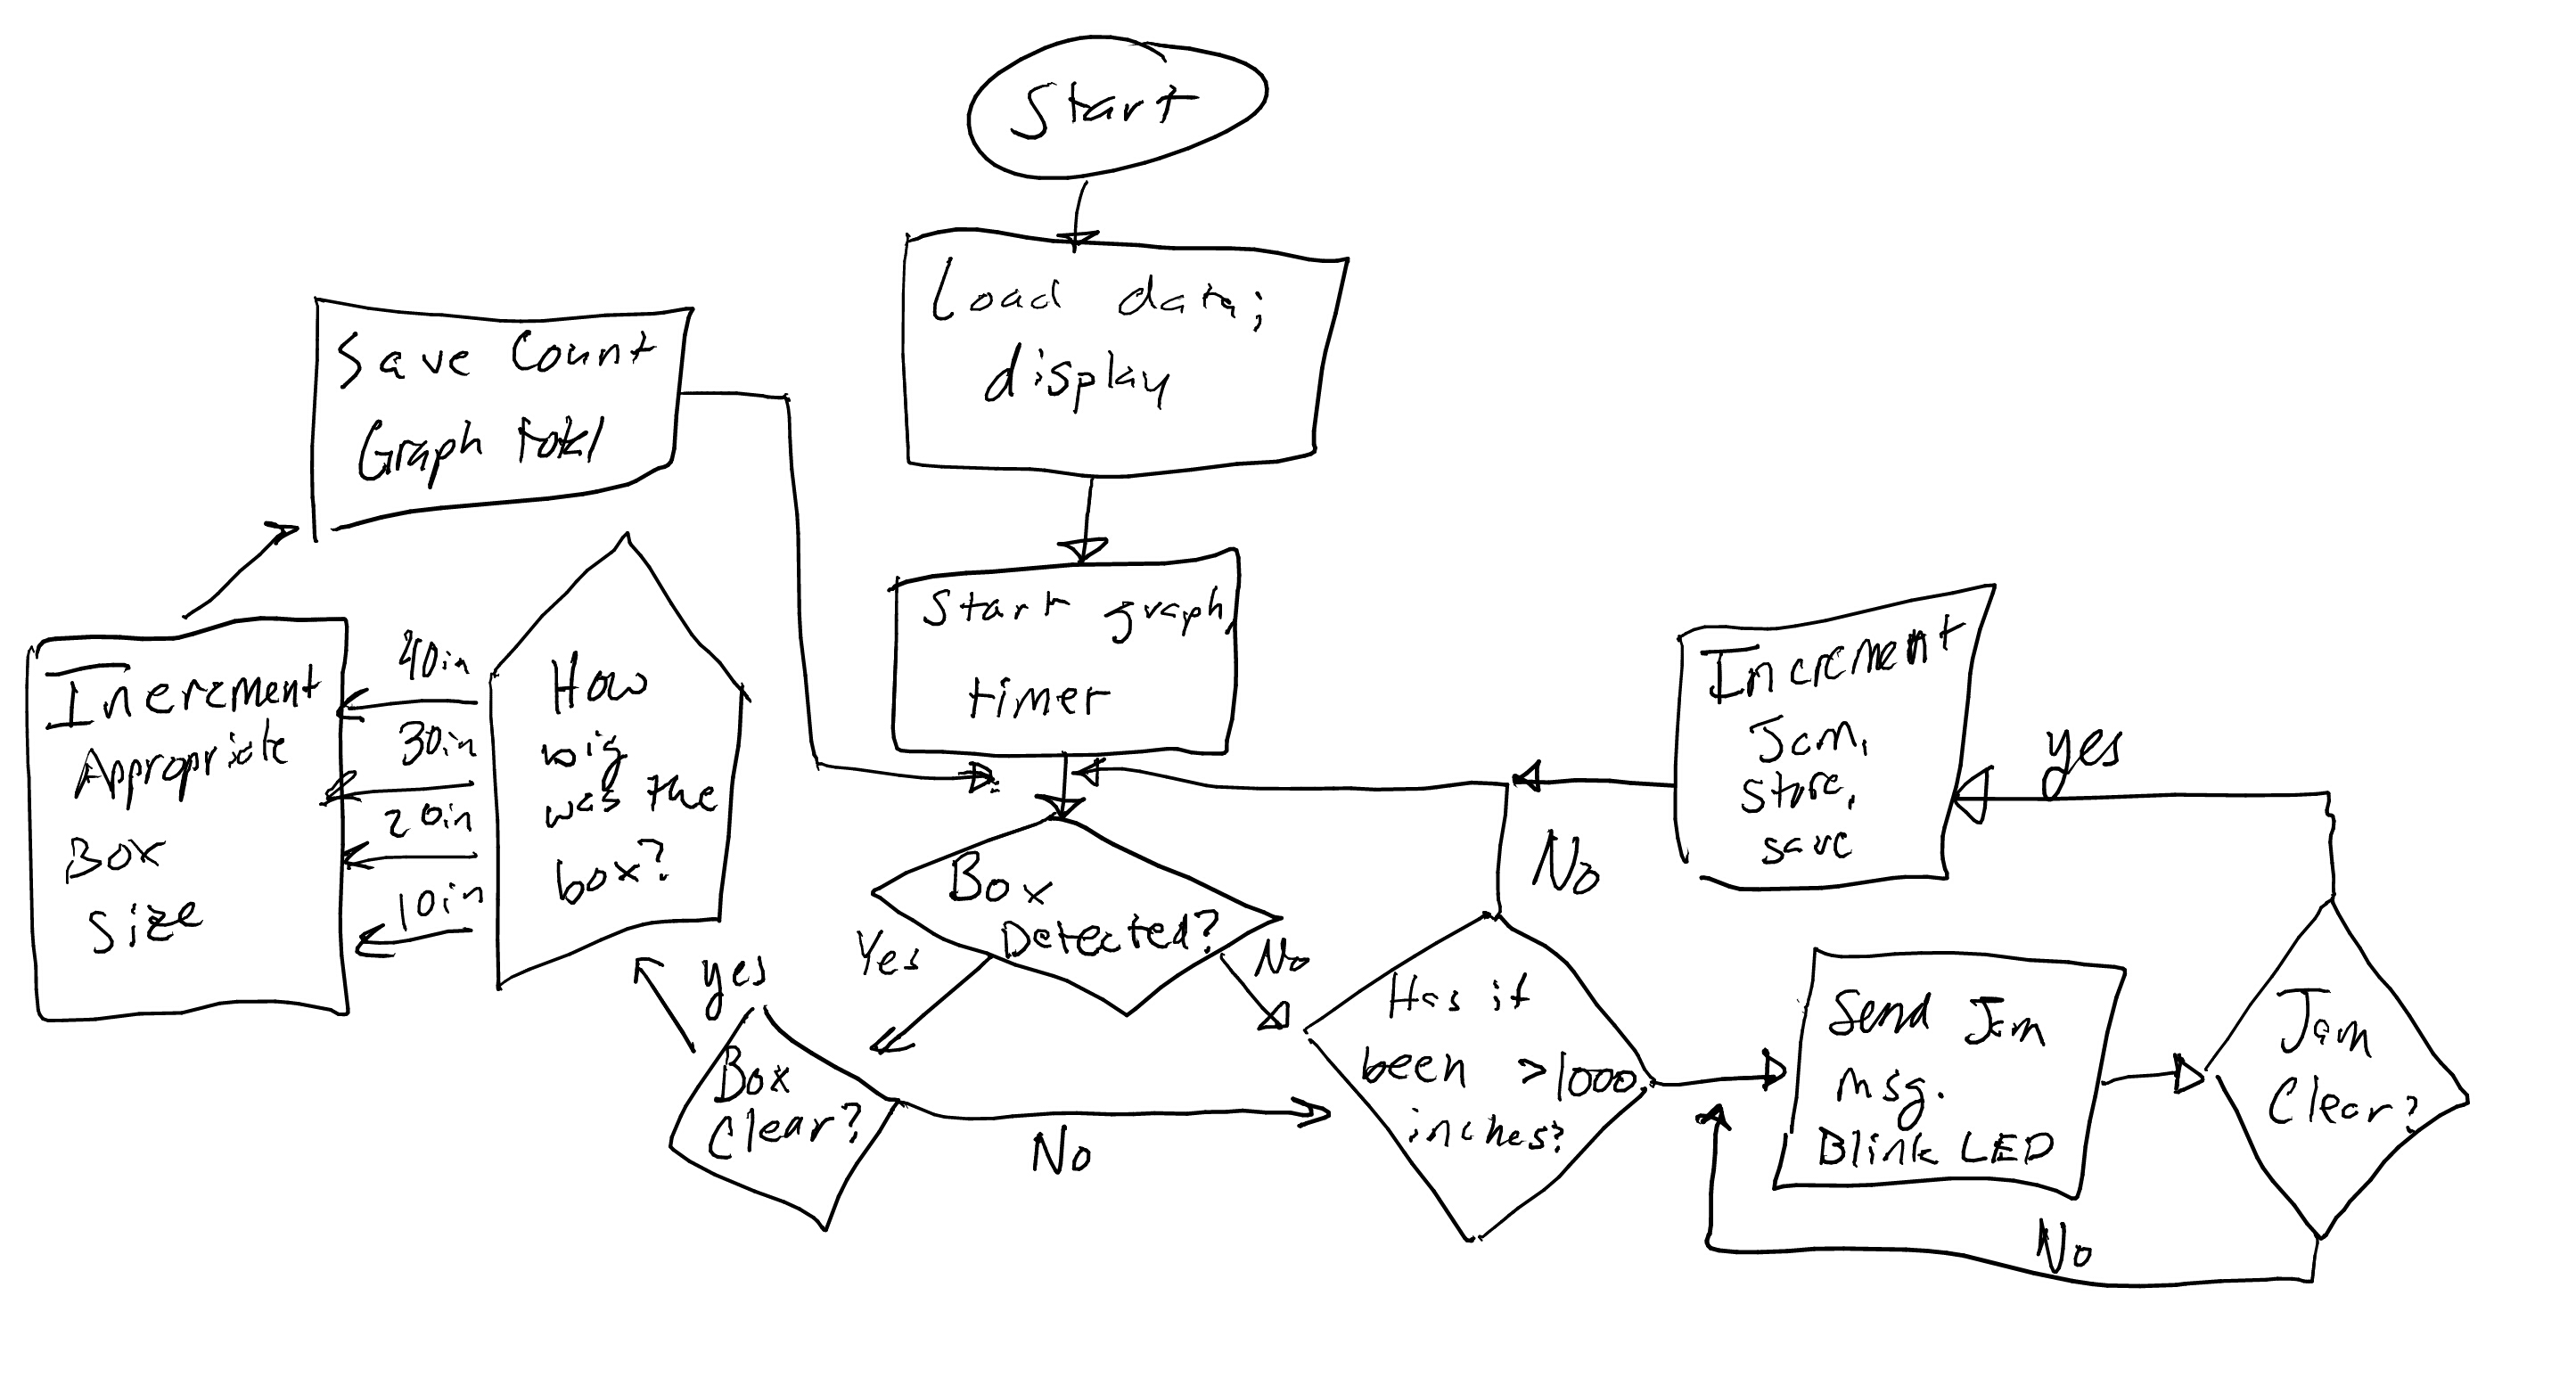 Start
Load data;
display
Save Count
Graph total
Start graph,
timer
How
big
was the
box?
40in
30in
20in
10in
Increment
Appropriate
Box
Size
Increment
Jam,
store,
save
yes
No
Box
Detected?
Yes
No
yes
Box
Clear?
No
Has it
been >1000
inches?
Send Jam
msg.
Blink LED
Jam
Clear?
No